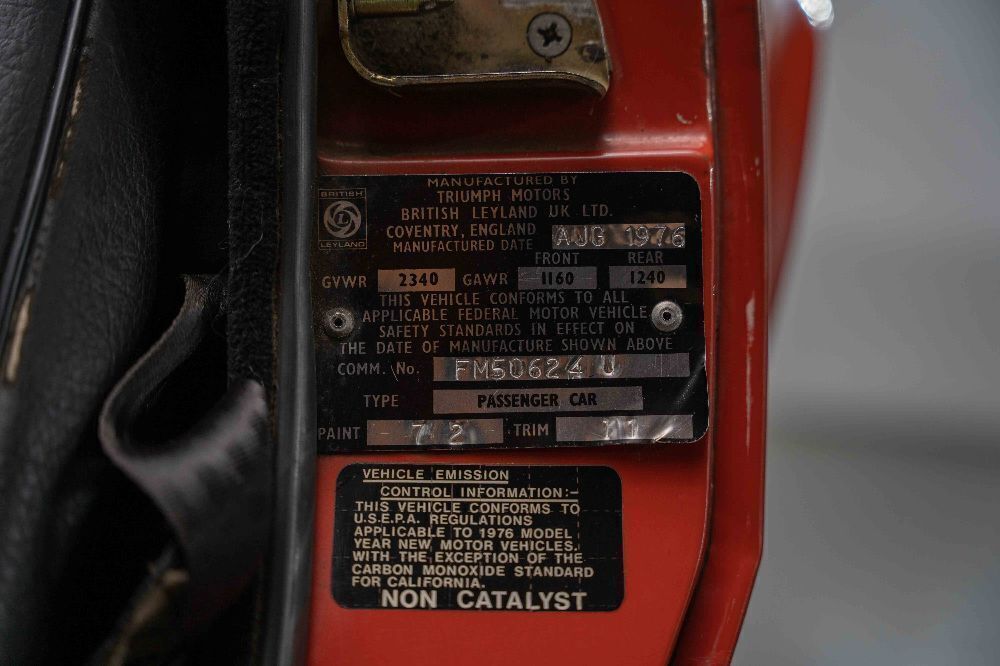 MANUFACTURED BY
TRIUMPH MOTORS
BRITISH LEYLAND UK LTD.
COVENTRY, ENGLAND
MANUFACTURED DATE AUG 1976
BRITISH
L
LEYLAND
FRONT REAR
GVWR 2340 GAWR 1160 1240
THIS VEHICLE CONFORMS TO ALL
APPLICABLE FEDERAL MOTOR VEHICLE
SAFETY STANDARDS IN EFFECT ON
THE DATE OF MANUFACTURE SHOWN ABOVE
COMM. No. FM50624 U
TYPE PASSENGER CAR
PAINT 72 TRIM 11
VEHICLE EMISSION
CONTROL INFORMATION:-
THIS VEHICLE CONFORMS TO
U.S.E.P.A. REGULATIONS
APPLICABLE TO 1976 MODEL
YEAR NEW MOTOR VEHICLES.
WITH THE EXCEPTION OF THE
CARBON MONOXIDE STANDARD
FOR CALIFORNIA.
NON CATALYST